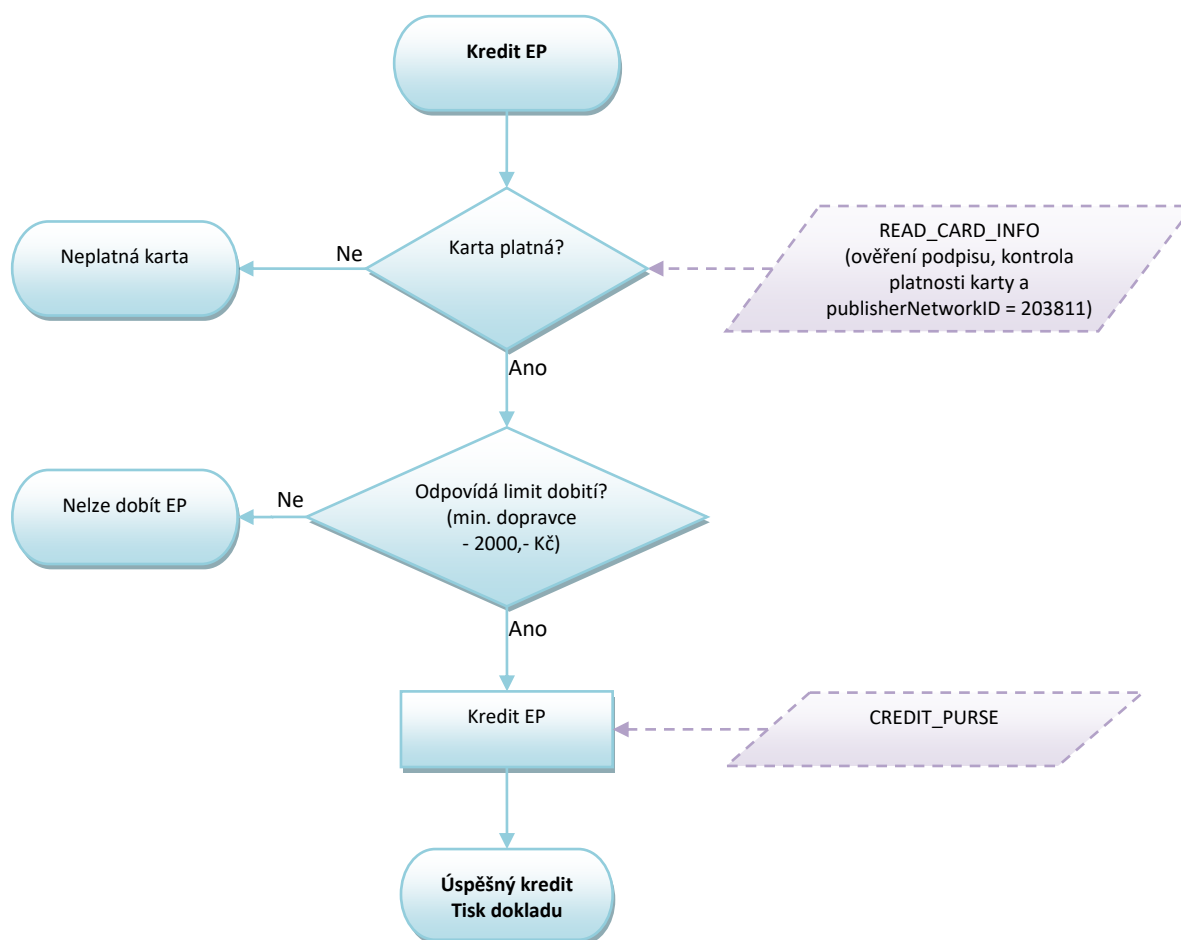 Kredit EP
Neplatná karta
Ne
Karta platná?
READ_CARD_INFO
(ověření podpisu, kontrola
platnosti karty a
publisherNetworkID = 203811)
Ano
Nelze dobít EP
Ne
Odpovídá limit dobití?
(min. dopravce
- 2000,- Kč)
Ano
Kredit EP
CREDIT_PURSE
Úspěšný kredit
Tisk dokladu